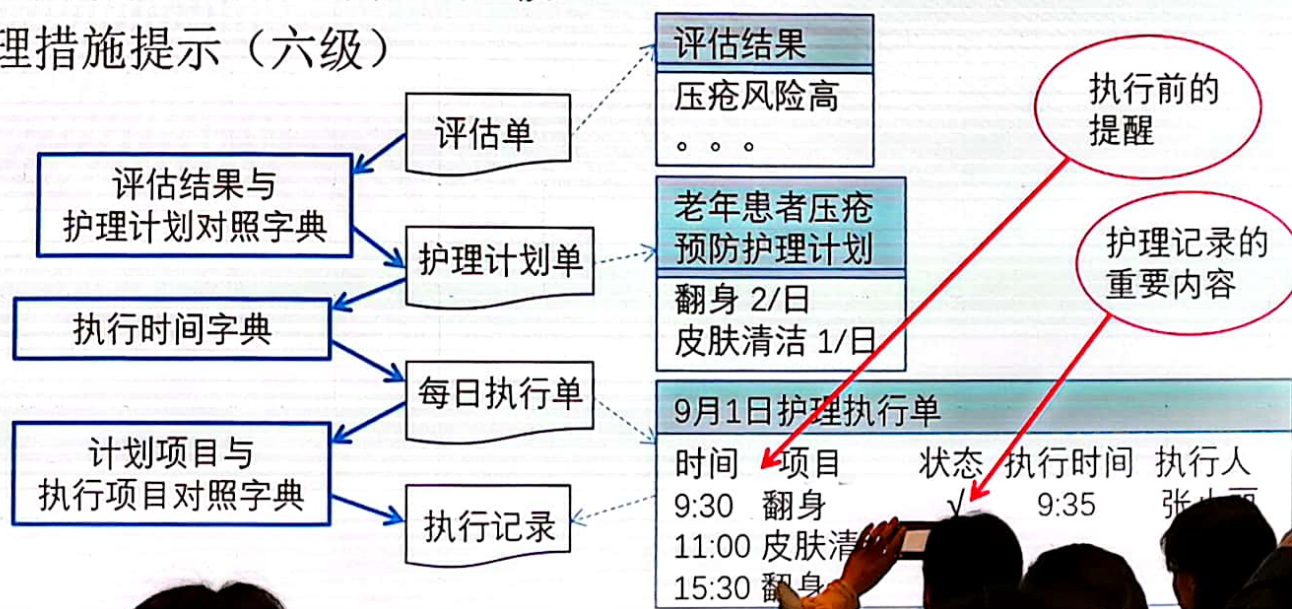 理措施提示（六级）
评估单
评估结果与
护理计划对照字典
护理计划单
执行时间字典
每日执行单
计划项目与
执行项目对照字典
执行记录
评估结果
压疮风险高
。。。
老年患者压疮
预防护理计划
翻身 2/日
皮肤清洁 1/日
9月1日护理执行单
时间 项目 状态 执行时间 执行人
9:30 翻身 √ 9:35 张
11:00 皮肤清
15:30 翻身
执行前的
提醒
护理记录的
重要内容